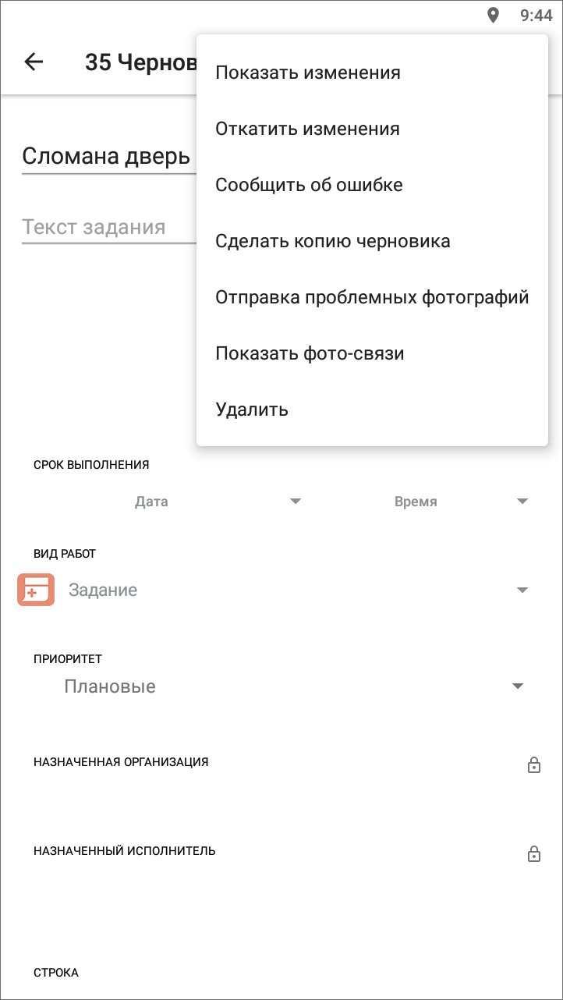 9:44
35 Чернов
Показать изменения
Откатить изменения
Сообщить об ошибке
Сделать копию черновика
Отправка проблемных фотографий
Показать фото-связи
Удалить
Сломана дверь
Текст задания
СРОК ВЫПОЛНЕНИЯ
Дата Время
ВИД РАБОТ
Задание
ПРИОРИТЕТ
Плановые
НАЗНАЧЕННАЯ ОРГАНИЗАЦИЯ
НАЗНАЧЕННЫЙ ИСПОЛНИТЕЛЬ
СТРОКА